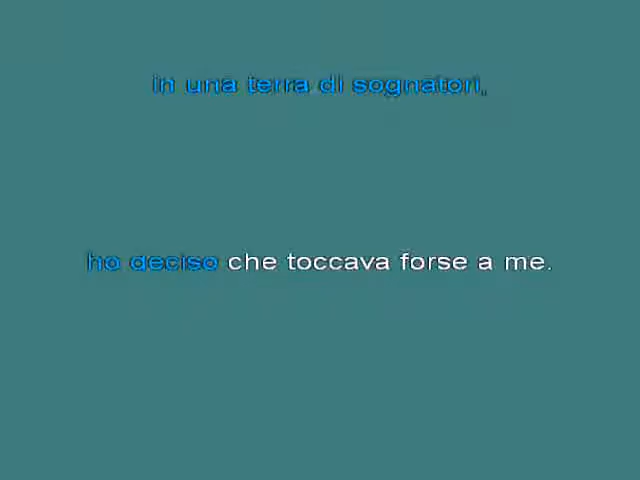 in una terra di sognatori,
ho deciso che toccava forse a me.